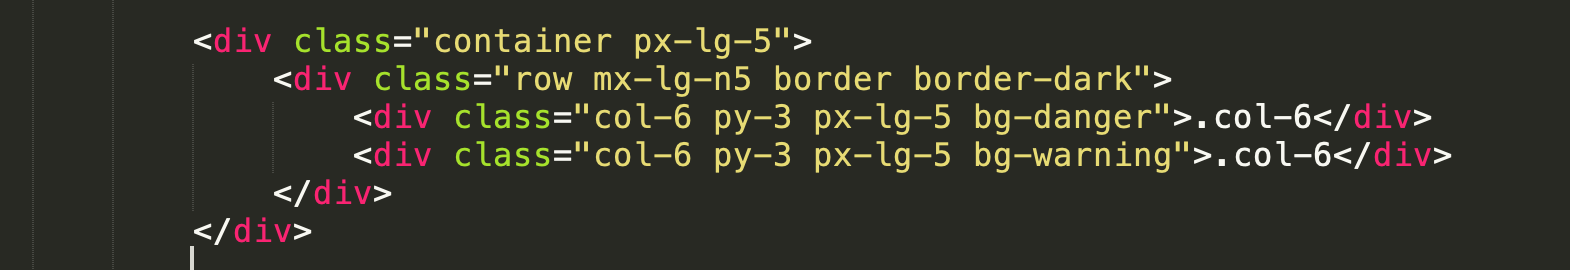 <div class="container px-lg-5">
<div class="row mx-lg-n5 border border-dark">
<div class="col-6 py-3 px-lg-5 bg-danger">.col-6</div>
<div class="col-6 py-3 px-lg-5 bg-warning">.col-6</div>
</div>
</div>